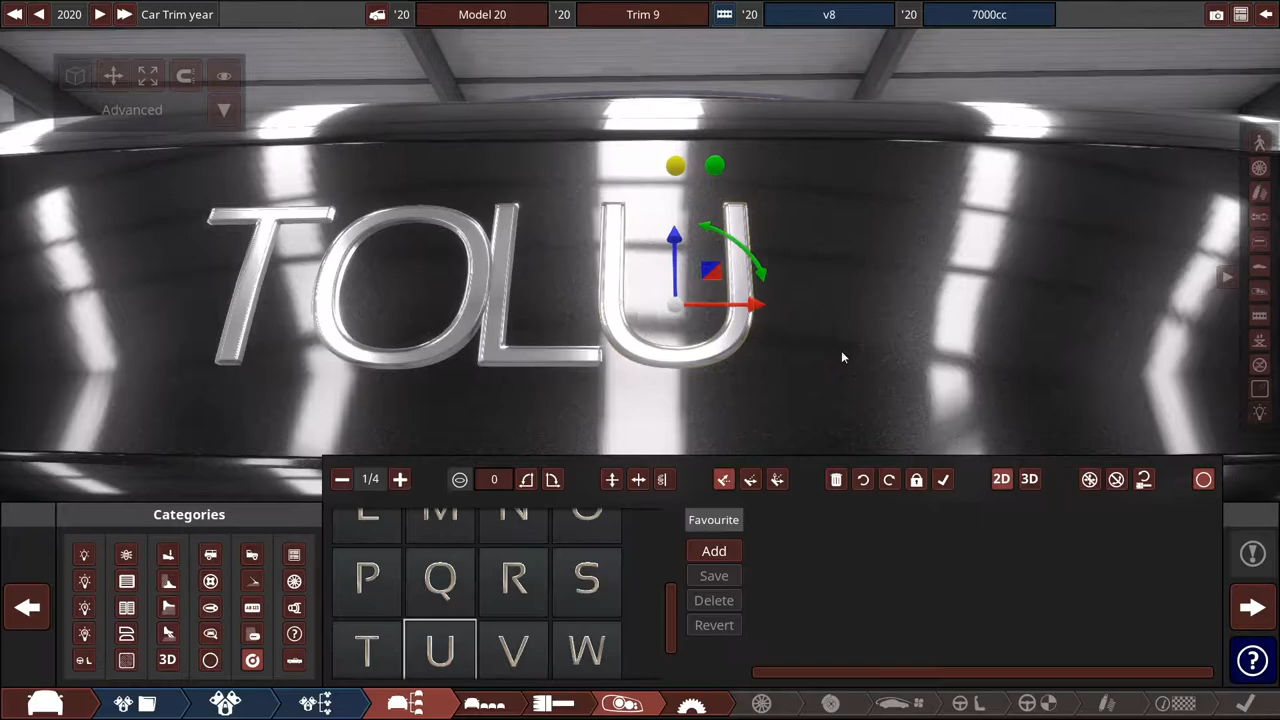 2020 Car Trim year '20 Model 20 '20 Trim 9 '20 v8 '20 7000cc
Advanced
TOLU
1/4 0 2D 3D
Categories
L M N O
Favourite
P Q R S
Add
Save
Delete
Revert
T U V W
3D